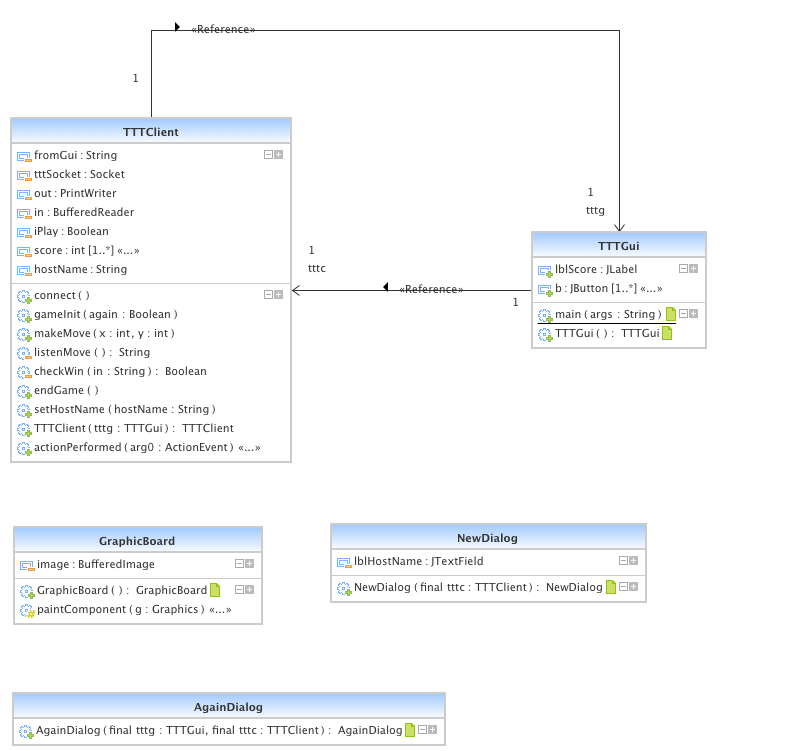 «Reference»
1
TTTClient
fromGui : String
tttSocket : Socket
out : PrintWriter
in : BufferedReader
iPlay : Boolean
score : int [1..*] «...»
hostName : String
connect ( )
gameInit ( again : Boolean )
makeMove ( x : int, y : int )
listenMove ( ) : String
checkWin ( in : String ) : Boolean
endGame ( )
setHostName ( hostName : String )
TTTClient ( tttg : TTTGui ) : TTTClient
actionPerformed ( arg0 : ActionEvent ) «...»
1
tttg
1
tttc
«Reference»
1
TTTGui
lblScore : JLabel
b : JButton [1..*] «...»
main ( args : String )
TTTGui ( ) : TTTGui
GraphicBoard
image : BufferedImage
GraphicBoard ( ) : GraphicBoard
paintComponent ( g : Graphics ) «...»
NewDialog
lblHostName : JTextField
NewDialog ( final tttc : TTTClient ) : NewDialog
AgainDialog
AgainDialog ( final tttg : TTTGui, final tttc : TTTClient ) : AgainDialog